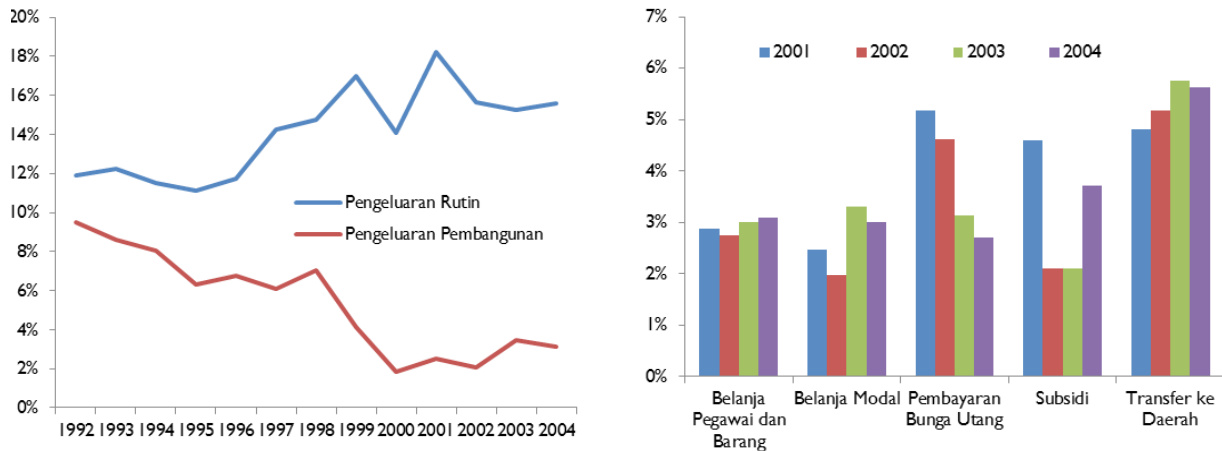 20%
18%
16%
14%
12%
10%
8%
6%
4%
2%
0%
Pengeluaran Rutin
Pengeluaran Pembangunan
1992 1993 1994 1995 1996 1997 1998 1999 2000 2001 2002 2003 2004
7%
6%
5%
4%
3%
2%
1%
0%
2001 2002 2003 2004
Belanja
Pegawai dan
Barang
Belanja Modal
Pembayaran
Bunga Utang
Subsidi
Transfer ke
Daerah